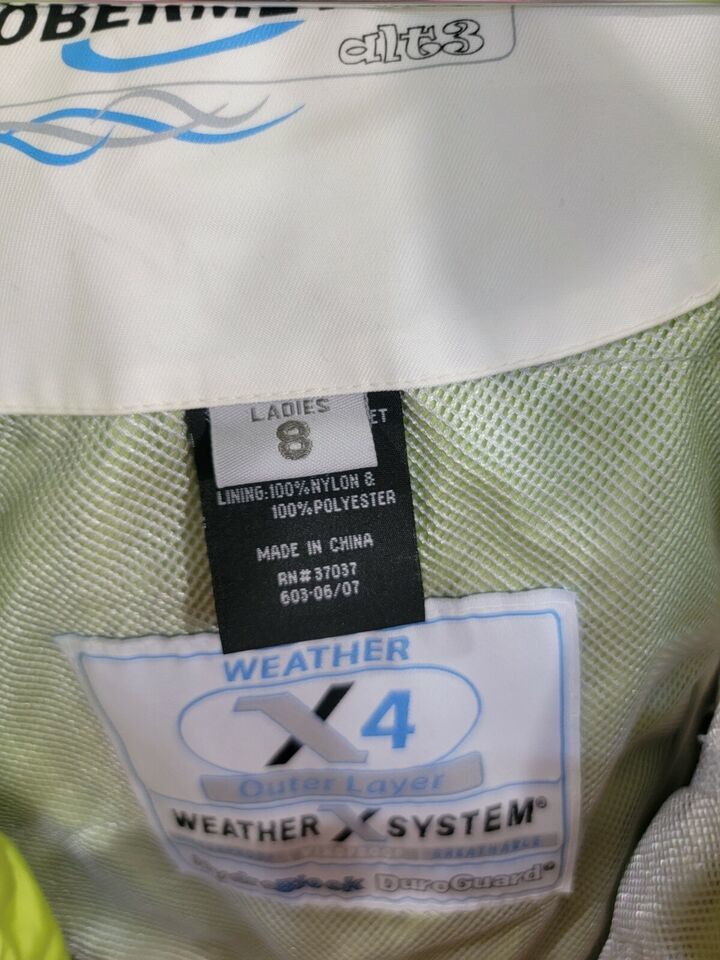 alt3
LADIES
8
ET
LINING:100%NYLON &
100%POLYESTER
MADE IN CHINA
RN#37037
603-06/07
WEATHER
X4
Outer Layer
WEATHER X SYSTEM®
BREATHABLE
DuroGuard®